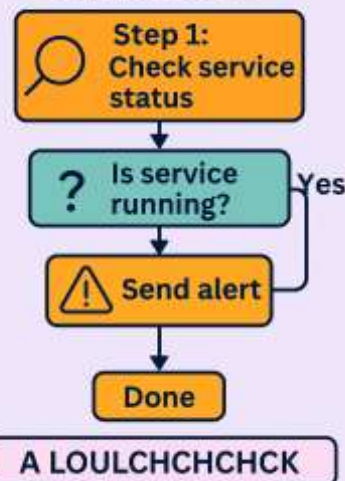 Step 1:
Check service
status
? Is service
running?
Yes
Send alert
Done
A LOULCHCHCHCK